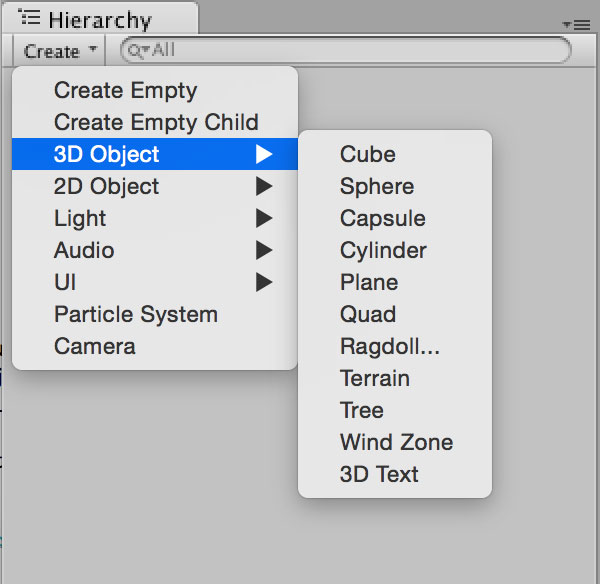 Hierarchy
Create
All
Create Empty
Create Empty Child
3D Object
2D Object
Light
Audio
UI
Particle System
Camera
Cube
Sphere
Capsule
Cylinder
Plane
Quad
Ragdoll...
Terrain
Tree
Wind Zone
3D Text